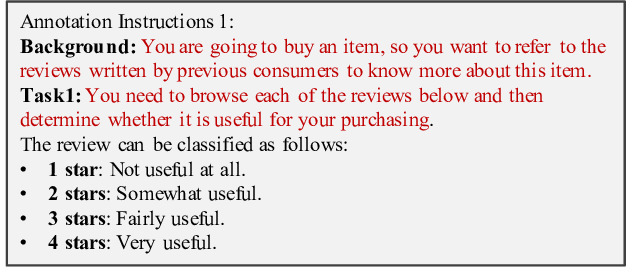 Annotation Instructions 1:
Background: You are going to buy an item, so you want to refer to the
reviews written by previous consumers to know more about this item.
Task1: You need to browse each of the reviews below and then
determine whether it is useful for your purchasing.
The review can be classified as follows:
• 1 star: Not useful at all.
• 2 stars: Somewhat useful.
• 3 stars: Fairly useful.
• 4 stars: Very useful.